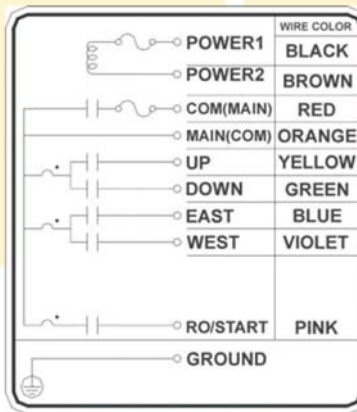 WIRE COLOR
POWER1 BLACK
POWER2 BROWN
COM(MAIN) RED
MAIN(COM) ORANGE
UP YELLOW
DOWN GREEN
EAST BLUE
WEST VIOLET
RO/START PINK
GROUND